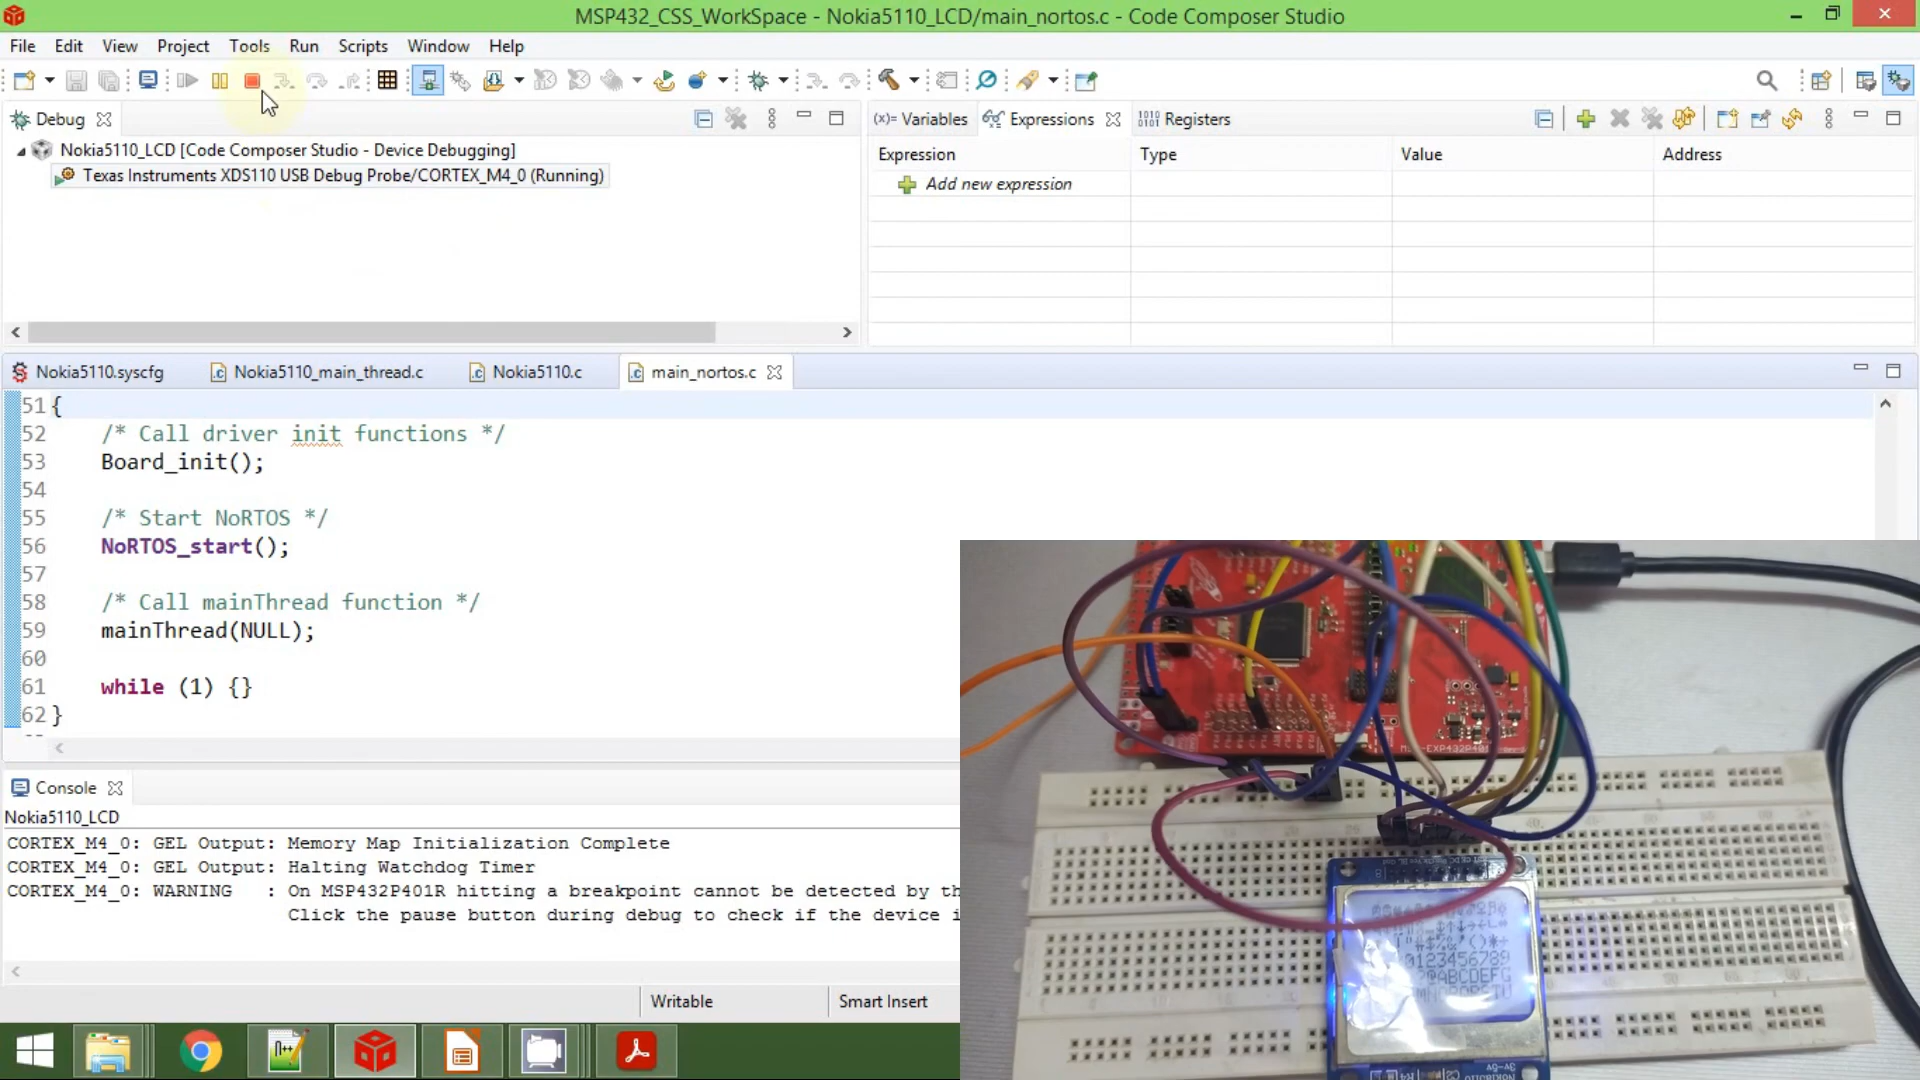 MSP432_CSS_WorkSpace - Nokia5110_LCD/main_nortos.c - Code Composer Studio
File Edit View Project Tools Run Scripts Window Help
Debug
(x)= Variables Expressions 1010 0101 Registers
Nokia5110_LCD [Code Composer Studio - Device Debugging]
Texas Instruments XDS110 USB Debug Probe/CORTEX_M4_0 (Running)
Expression Type Value Address
Add new expression
Nokia5110.syscfg Nokia5110_main_thread.c Nokia5110.c main_nortos.c
51 {
52 /* Call driver init functions */
53 Board_init();
54
55 /* Start NoRTOS */
56 NoRTOS_start();
57
58 /* Call mainThread function */
59 mainThread(NULL);
60
61 while (1) {}
62 }
Console
Nokia5110_LCD
CORTEX_M4_0: GEL Output: Memory Map Initialization Complete
CORTEX_M4_0: GEL Output: Halting Watchdog Timer
CORTEX_M4_0: WARNING : On MSP432P401R hitting a breakpoint cannot be detected by th
Click the pause button during debug to check if the device i
Writable Smart Insert
0123456789
@ABCDEFG
3v-5v